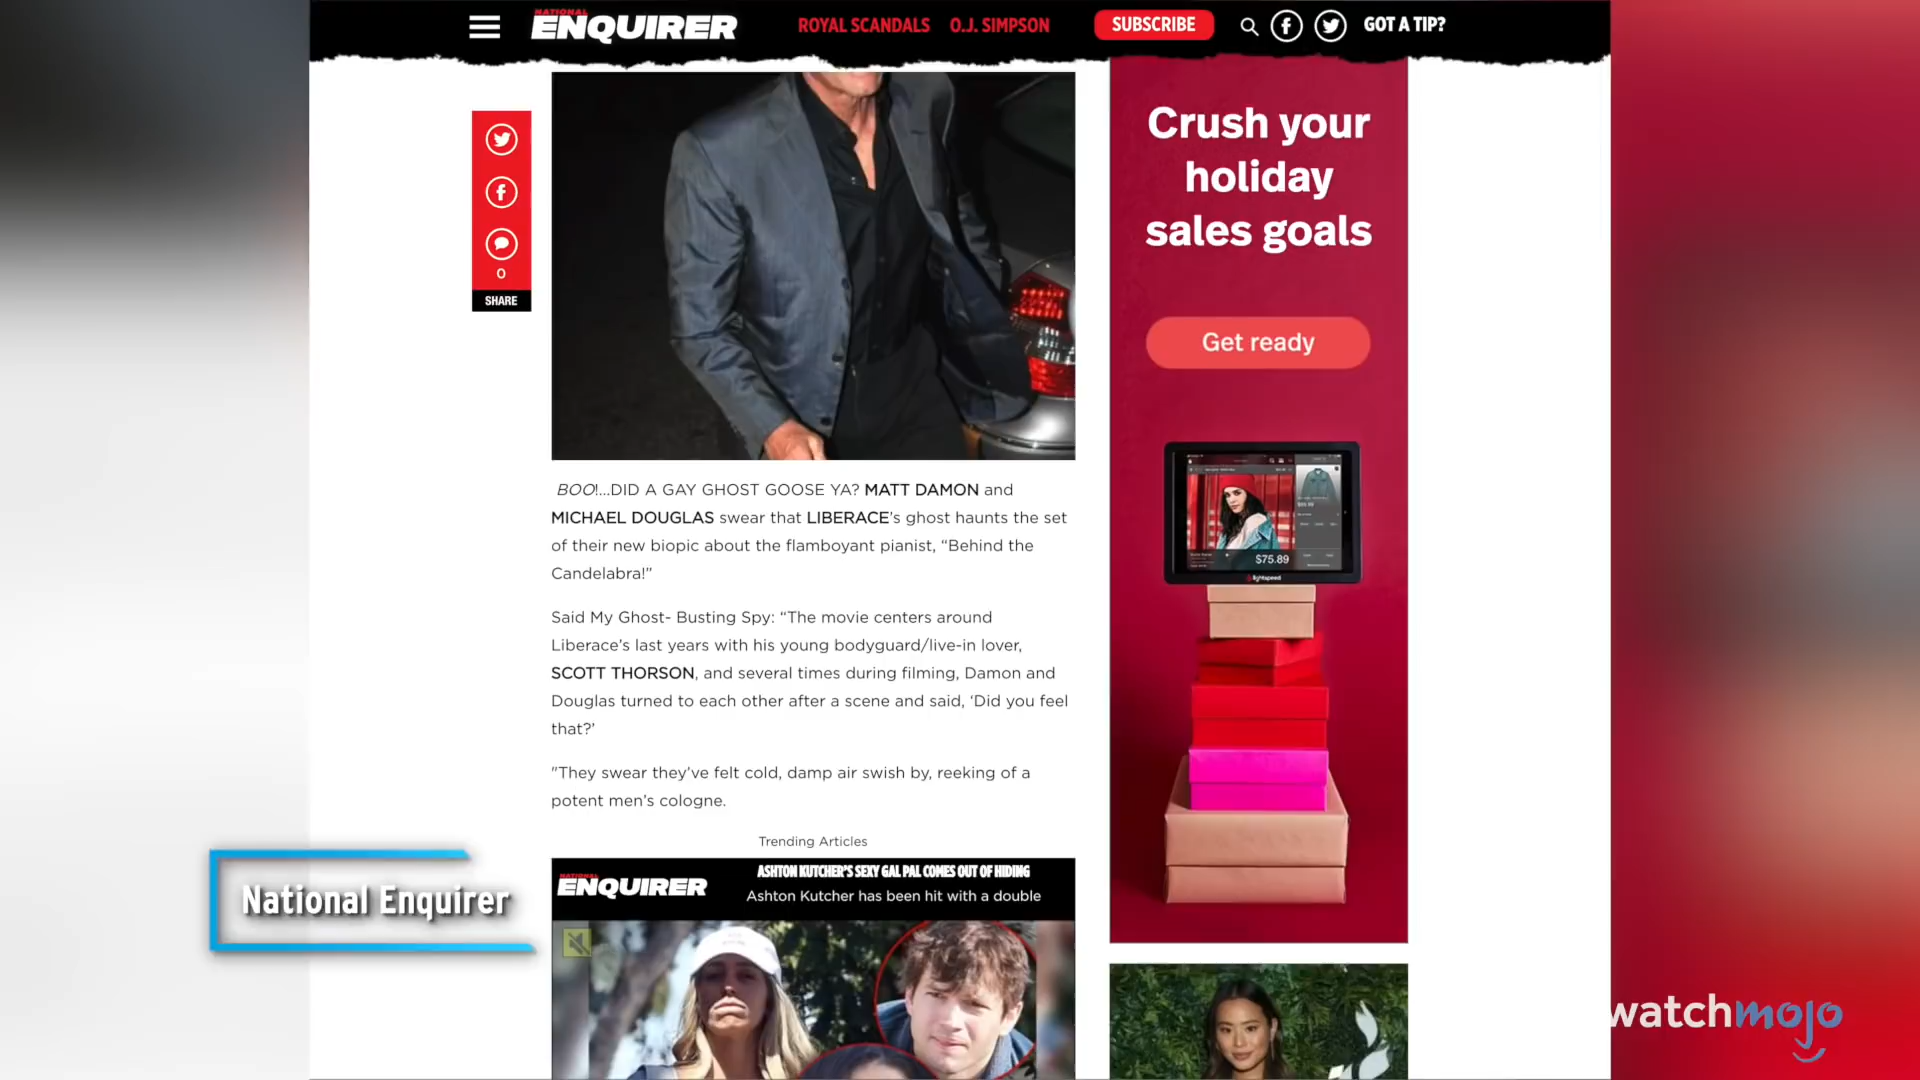 NATIONAL
ENQUIRER
ROYAL SCANDALS
O.J. SIMPSON
SUBSCRIBE
GOT A TIP?
0
SHARE
BOO!...DID A GAY GHOST GOOSE YA? MATT DAMON and
MICHAEL DOUGLAS swear that LIBERACE's ghost haunts the set
of their new biopic about the flamboyant pianist, “Behind the
Candelabra!”
Said My Ghost- Busting Spy: “The movie centers around
Liberace’s last years with his young bodyguard/live-in lover,
SCOTT THORSON, and several times during filming, Damon and
Douglas turned to each other after a scene and said, ‘Did you feel
that?’
"They swear they’ve felt cold, damp air swish by, reeking of a
potent men’s cologne.
Trending Articles
NATIONAL
ENQUIRER
ASHTON KUTCHER'S SEXY GAL PAL COMES OUT OF HIDING
Ashton Kutcher has been hit with a double
Crush your
holiday
sales goals
Get ready
$75.89
lightspeed
National Enquirer
watchmojo